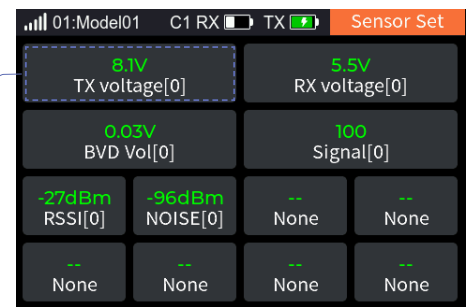 01:Model01 C1 RX TX Sensor Set
8.1V 5.5V
TX voltage[0] RX voltage[0]
0.03V 100
BVD Vol[0] Signal[0]
-27dBm -96dBm -- --
RSSI[0] NOISE[0] None None
-- -- -- --
None None None None